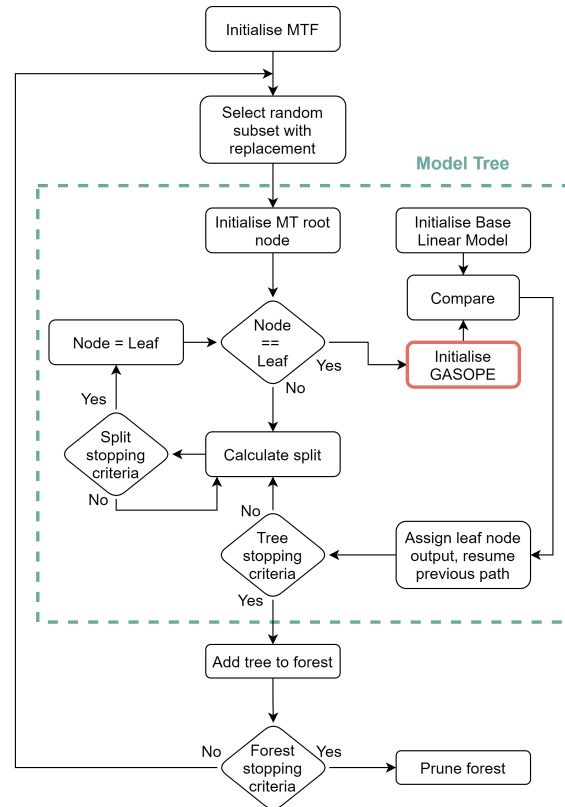 Initialise MTF
Select random
subset with
replacement
Model Tree
Initialise MT root
node
Initialise Base
Linear Model
Compare
Node = Leaf
Node
==
Leaf
Yes
Initialise
GASOPE
No
Yes
Split
stopping
criteria
Calculate split
No
No
Tree
stopping
criteria
Assign leaf node
output, resume
previous path
Yes
Add tree to forest
No
Forest
stopping
criteria
Yes
Prune forest